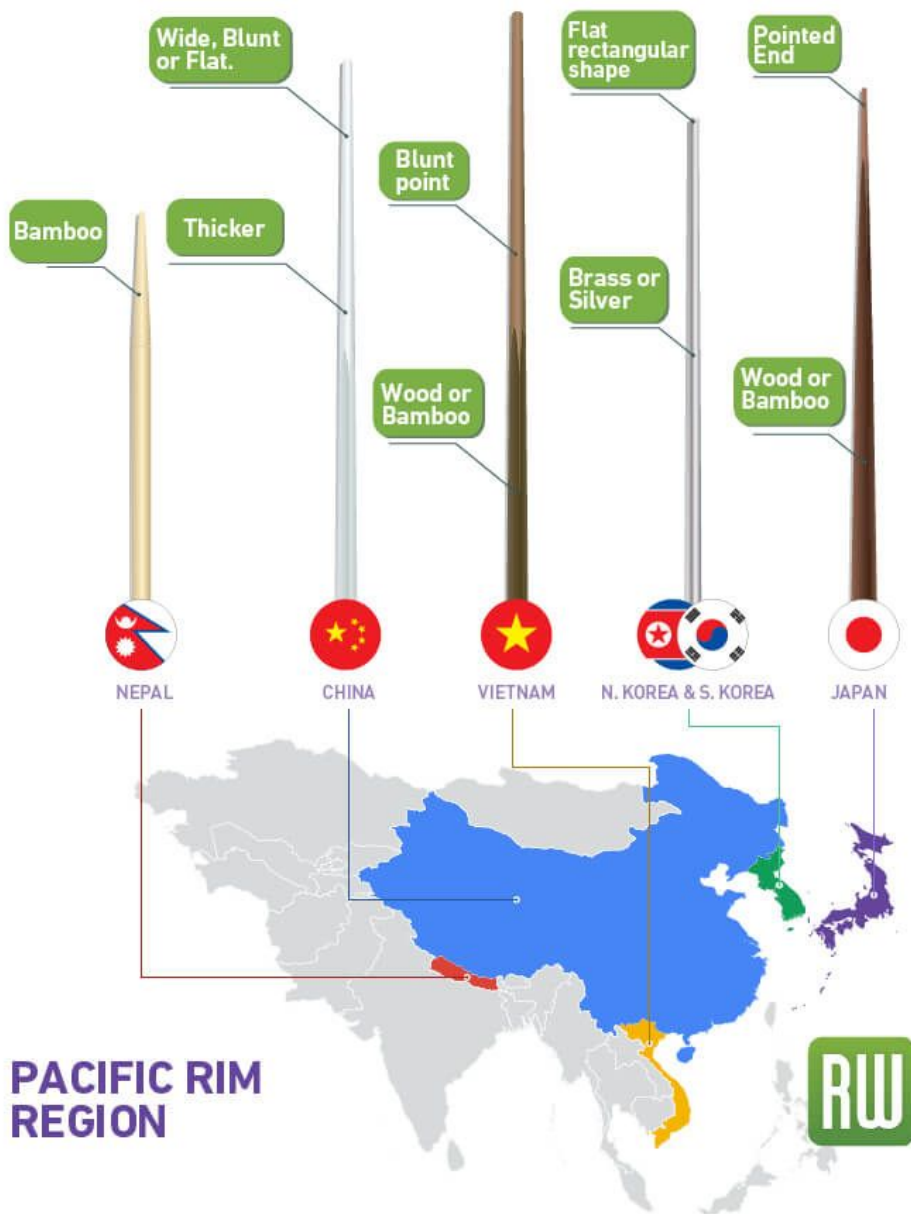 Wide, Blunt
or Flat.
Flat
rectangular
shape
Pointed
End
Blunt
point
Bamboo
Thicker
Brass or
Silver
Wood or
Bamboo
Wood or
Bamboo
NEPAL
CHINA
VIETNAM
N. KOREA & S. KOREA
JAPAN
PACIFIC RIM
REGION
RW